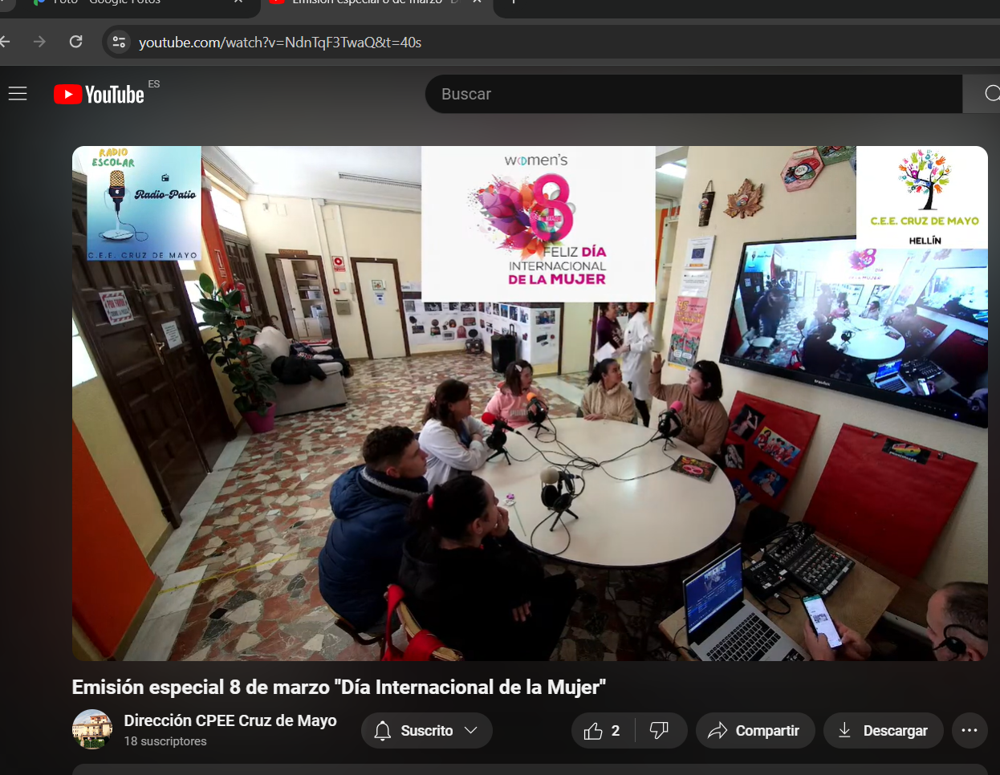 Foto - Google Fotos
Emisión especial 8 de marzo "D
youtube.com/watch?v=NdnTqF3TwaQ&t=40s
YouTube ES
Buscar
RADIO
ESCOLAR
Radio-Patio
C.E.E. CRUZ DE MAYO
women's
8
FELIZ DÍA
INTERNACIONAL
DE LA MUJER
C.E.E. CRUZ DE MAYO
HELLÍN
Emisión especial 8 de marzo "Día Internacional de la Mujer"
Dirección CPEE Cruz de Mayo
18 suscriptores
Suscrito
2
Compartir
Descargar